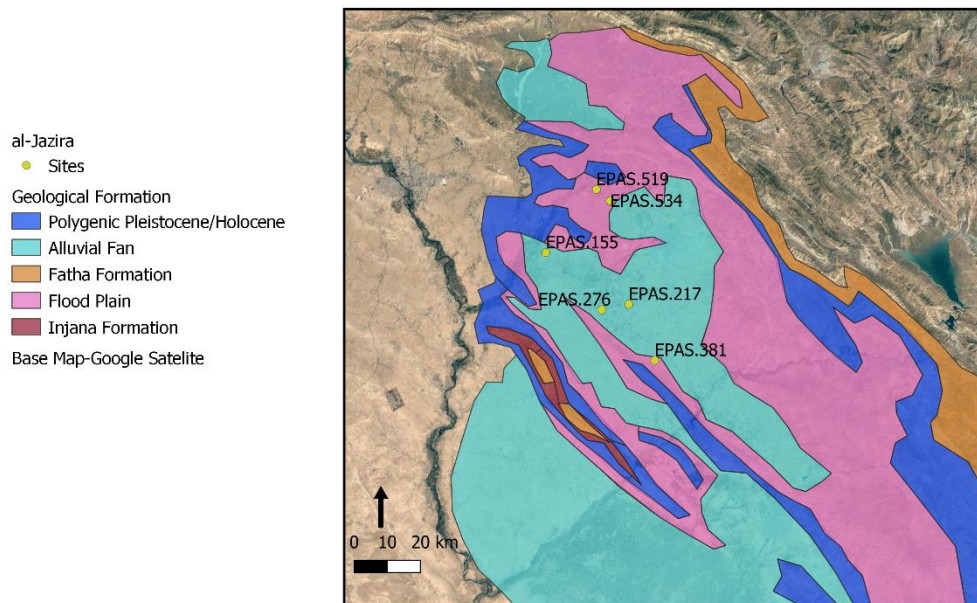 al-Jazira
Sites
Geological Formation
Polygenic Pleistocene/Holocene
Alluvial Fan
Fatha Formation
Flood Plain
Injana Formation
Base Map-Google Satelite
EPAS.519
EPAS.534
EPAS.155
EPAS.276
EPAS.217
EPAS.381
0 10 20 km